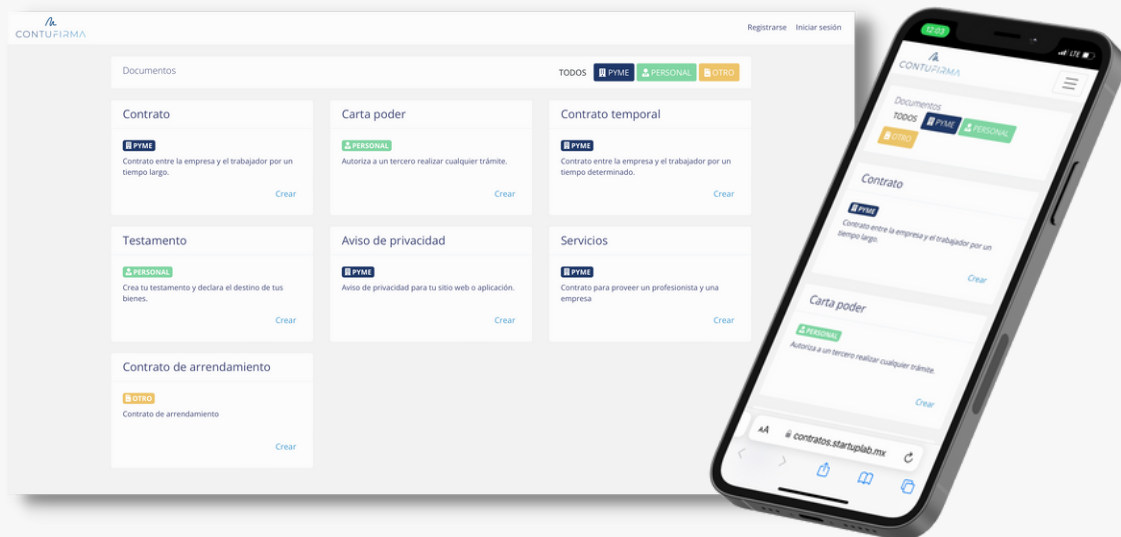 CONTUFIRMA
Registrarse Iniciar sesión
Documentos
TODOS PYME PERSONAL OTRO
Contrato
PYME
Contrato entre la empresa y el trabajador por un
tiempo largo.
Crear
Carta poder
PERSONAL
Autoriza a un tercero realizar cualquier trámite.
Crear
Contrato temporal
PYME
Contrato entre la empresa y el trabajador por un
tiempo determinado.
Crear
Testamento
PERSONAL
Crea tu testamento y declara el destino de tus
bienes.
Crear
Aviso de privacidad
PYME
Aviso de privacidad para tu sitio web o aplicación.
Crear
Servicios
PYME
Contrato para proveer un profesionista y una
empresa
Crear
Contrato de arrendamiento
OTRO
Contrato de arrendamiento
Crear
12:03
LTE
CONTUFIRMA
Documentos
TODOS PYME PERSONAL
OTRO
Contrato
PYME
Contrato entre la empresa y el trabajador por un
tiempo largo.
Crear
Carta poder
PERSONAL
Autoriza a un tercero realizar cualquier trámite.
Crear
AA contratos.startuplab.mx